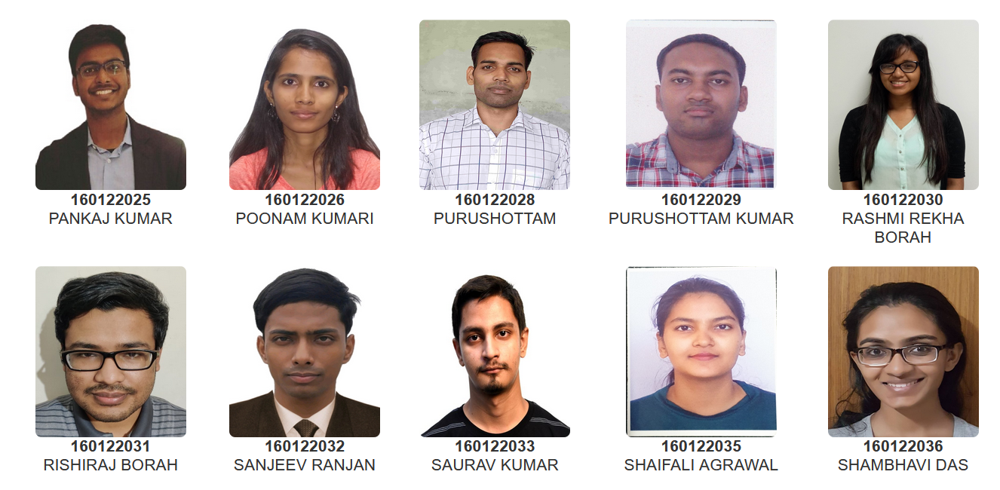 160122025
PANKAJ KUMAR
160122026
POONAM KUMARI
160122028
PURUSHOTTAM
160122029
PURUSHOTTAM KUMAR
160122030
RASHMI REKHA
BORAH
160122031
RISHIRAJ BORAH
160122032
SANJEEV RANJAN
160122033
SAURAV KUMAR
160122035
SHAIFALI AGRAWAL
160122036
SHAMBHAVI DAS